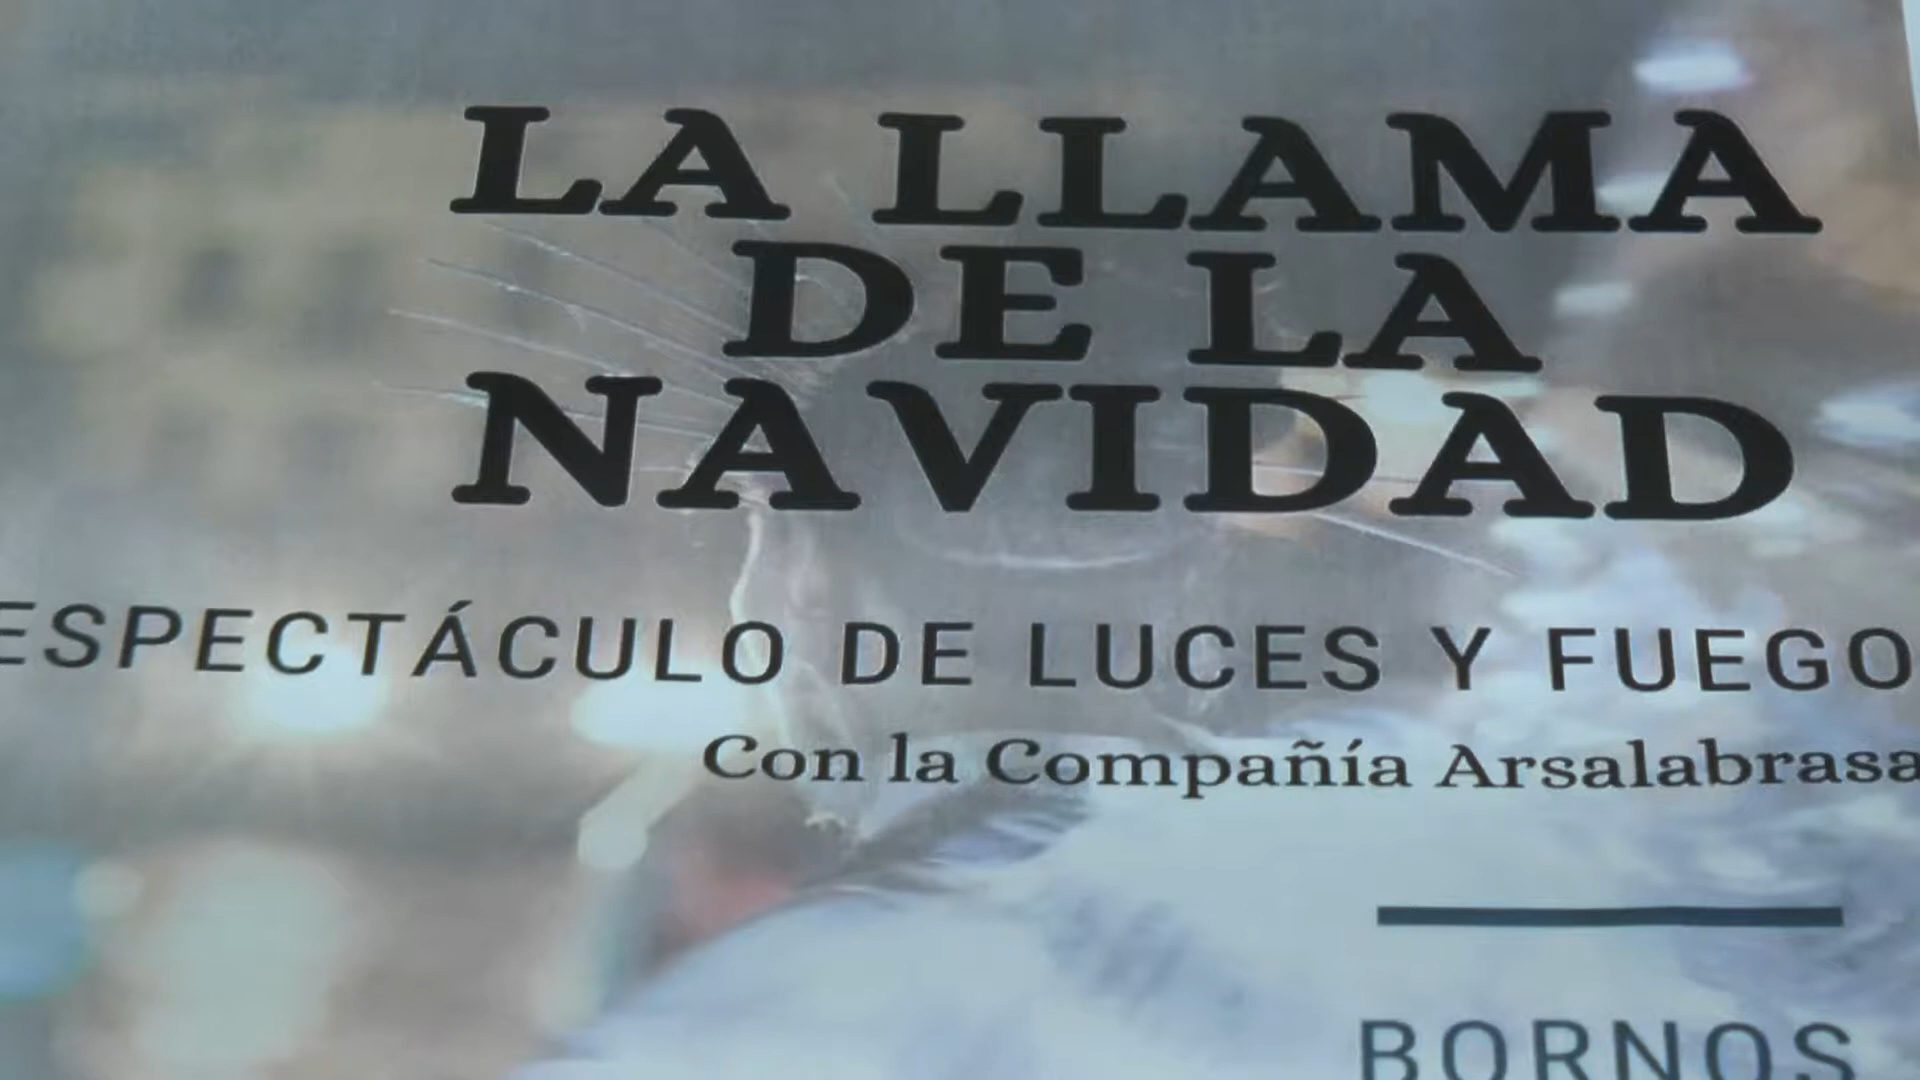 LA LLAMA
DE LA
NAVIDAD
ESPECTÁCULO DE LUCES Y FUEGO
Con la Compañía Arsalabrasa
BORNOS